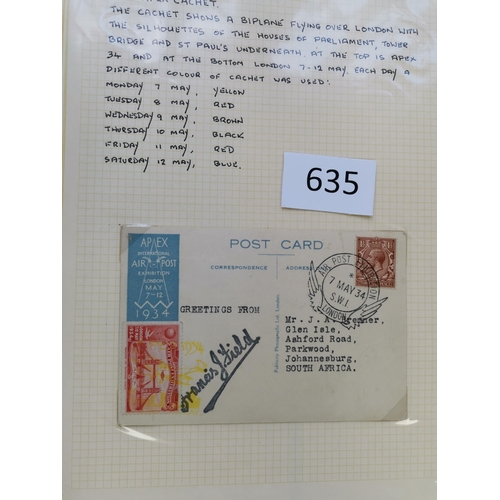 CACHET.
THE CACHET SHOWS A BIPLANE FLYING OVER LONDON WITH
THE SILHOUETTES OF THE HOUSES OF PARLIAMENT, TOWER
BRIDGE AND ST PAUL'S UNDERNEATH. AT THE TOP IS APEX
34 AND AT THE BOTTOM LONDON 7-12 MAY. EACH DAY A
DIFFERENT COLOUR OF CACHET WAS USED:
MONDAY 7 MAY, YELLOW
TUESDAY 8 MAY, RED
WEDNESDAY 9 MAY, BROWN
THURSDAY 10 MAY, BLACK
FRIDAY 11 MAY, RED
SATURDAY 12 MAY, BLUE.
635
APEX
INTERNATIONAL
AIR POST
EXHIBITION
LONDON
MAY
7-12
1934
POST CARD
CORRESPONDENCE
ADDRESS
AIR POST EXHIBITION
7 MAY 34
S.W.1
LONDON
GREETINGS FROM
Francis J Field
Mr. J. A.
Glen Isle,
Ashford Road,
Parkwood,
Johannesburg,
SOUTH AFRICA.